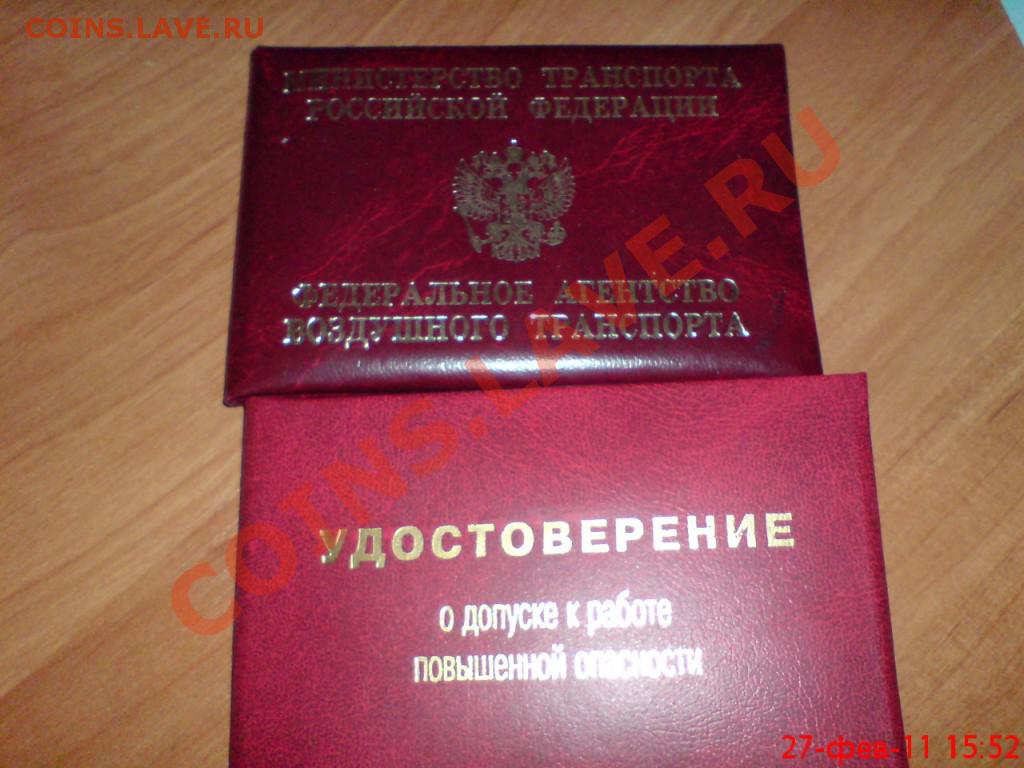 COINS.LAVE.RU
МИНИСТЕРСТВО ТРАНСПОРТА
РОССИЙСКОЙ ФЕДЕРАЦИИ
ФЕДЕРАЛЬНОЕ АГЕНТСТВО
ВОЗДУШНОГО ТРАНСПОРТА
COINS.LAVE.RU
УДОСТОВЕРЕНИЕ
о допуске к работе
повышенной опасности
27-фев-11 15:52